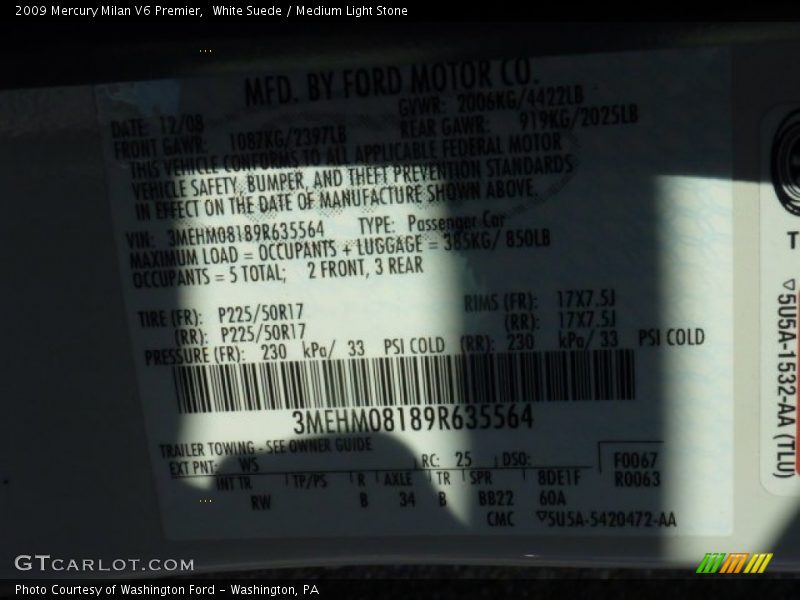 2009 Mercury Milan V6 Premier,  White Suede / Medium Light Stone
MFD. BY FORD MOTOR CO.
DATE: 12/08 GVWR: 2006KG/4422LB
FRONT GAWR: 1087KG/2397LB REAR GAWR: 919KG/2025LB
THIS VEHICLE CONFORMS TO ALL APPLICABLE FEDERAL MOTOR
VEHICLE SAFETY, BUMPER, AND THEFT PREVENTION STANDARDS
IN EFFECT ON THE DATE OF MANUFACTURE SHOWN ABOVE.
VIN: 3MEHM08189R635564 TYPE: Passenger Car
MAXIMUM LOAD = OCCUPANTS + LUGGAGE = 385KG/ 850LB
OCCUPANTS = 5 TOTAL; 2 FRONT, 3 REAR
TIRE (FR): P225/50R17 RIMS (FR): 17X7.5J
(RR): P225/50R17 (RR): 17X7.5J
PRESSURE (FR): 230 kPa/ 33 PSI COLD (RR): 230 kPa/ 33 PSI COLD
3MEHM08189R635564
TRAILER TOWING - SEE OWNER GUIDE
EXT PNT: WS RC: 25 DSO: F0067
INT TR TP/PS R AXLE TR SPR 8DE1F R0063
RW B 34 B BB22 60A
CMC ▽5U5A-5420472-AA
T
▽5U5A-1532-AA (TLU)
GTCARLOT.COM
Photo Courtesy of Washington Ford - Washington, PA